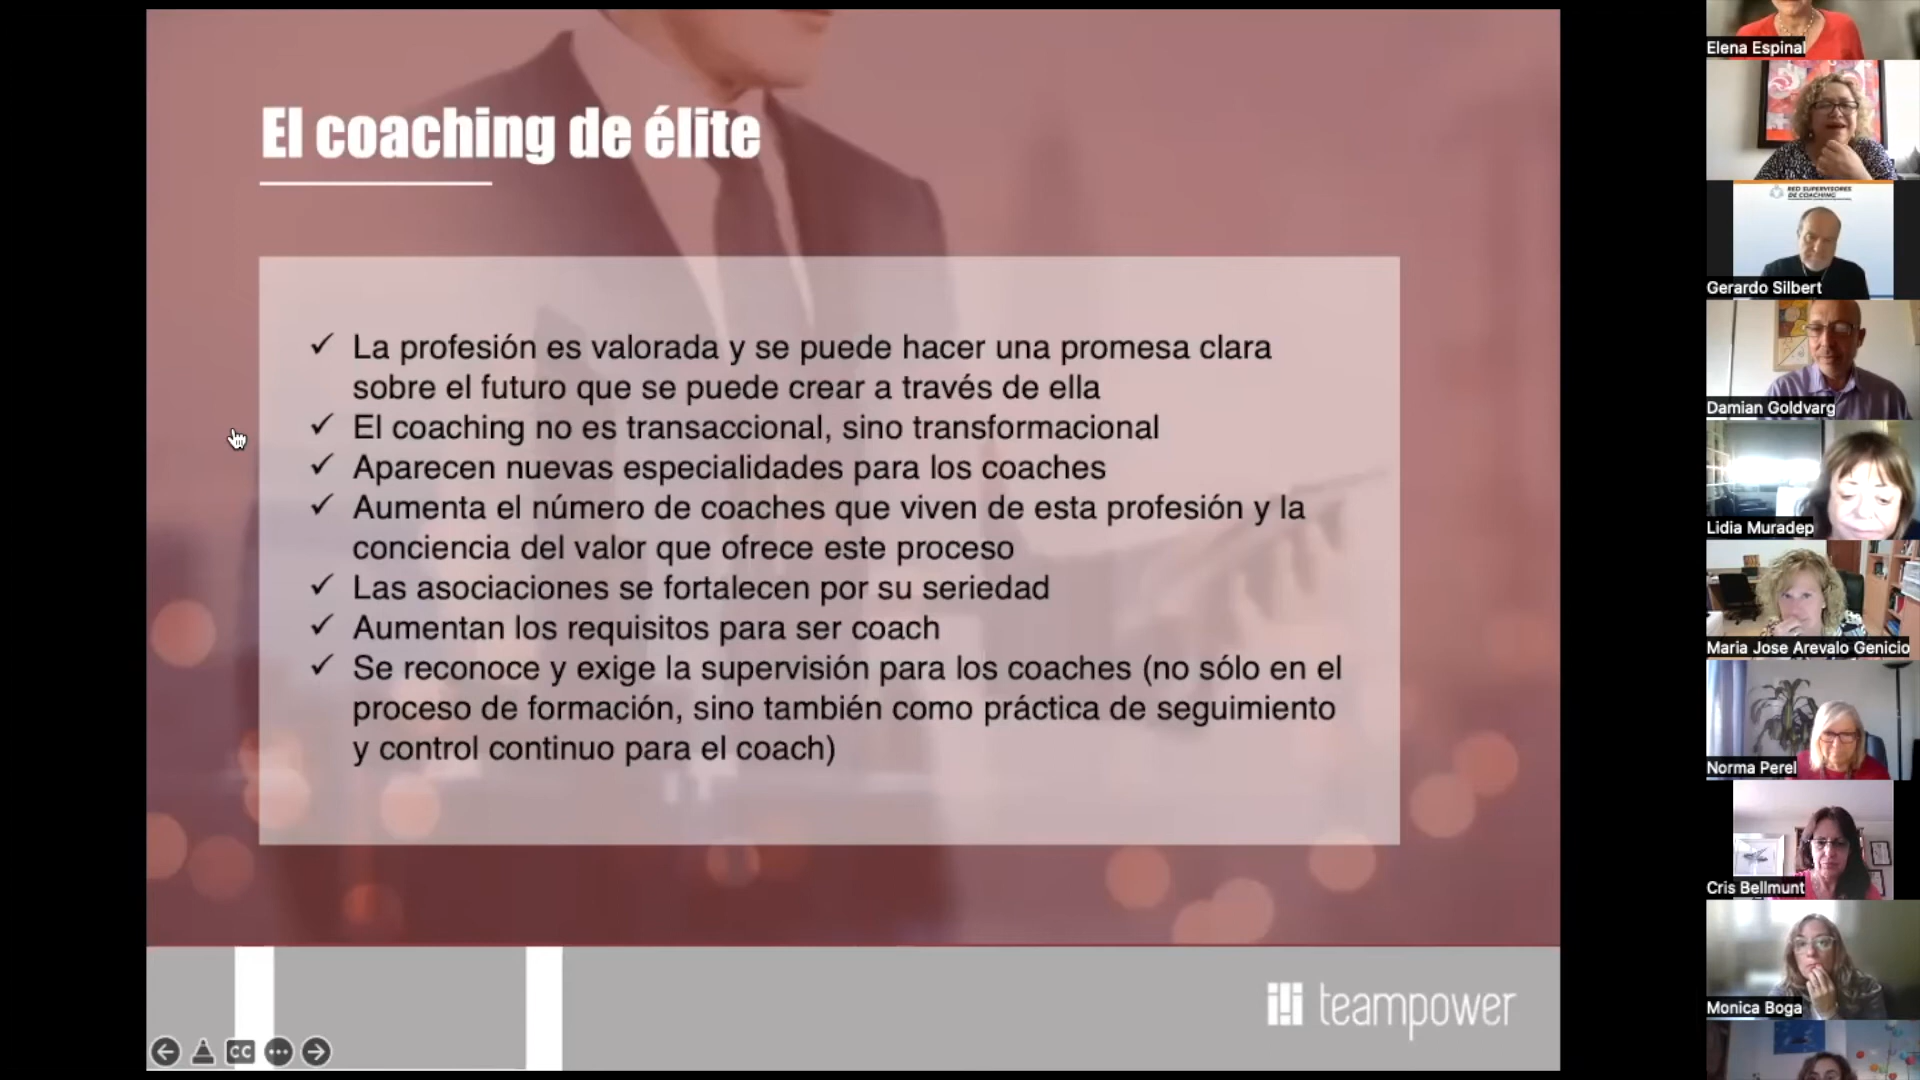 El coaching de élite
✓ La profesión es valorada y se puede hacer una promesa clara
sobre el futuro que se puede crear a través de ella
✓ El coaching no es transaccional, sino transformacional
✓ Aparecen nuevas especialidades para los coaches
✓ Aumenta el número de coaches que viven de esta profesión y la
conciencia del valor que ofrece este proceso
✓ Las asociaciones se fortalecen por su seriedad
✓ Aumentan los requisitos para ser coach
✓ Se reconoce y exige la supervisión para los coaches (no sólo en el
proceso de formación, sino también como práctica de seguimiento
y control continuo para el coach)
teampower
CC
Elena Espinal
RED SUPERVISORES
DE COACHING
Gerardo Silbert
Damian Goldvarg
Lidia Muradep
Maria Jose Arevalo Genicio
Norma Perel
Cris Bellmunt
Monica Boga